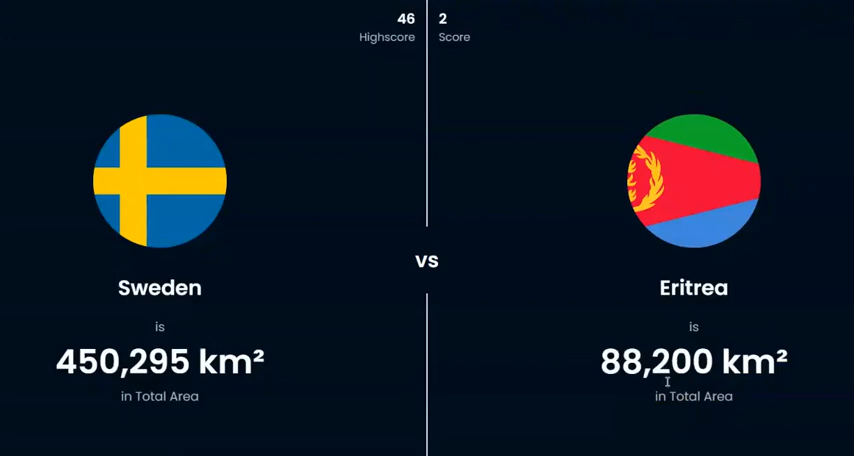 46
Highscore
2
Score
Sweden
is
450,295 km²
in Total Area
vs
Eritrea
is
88,200 km²
in Total Area